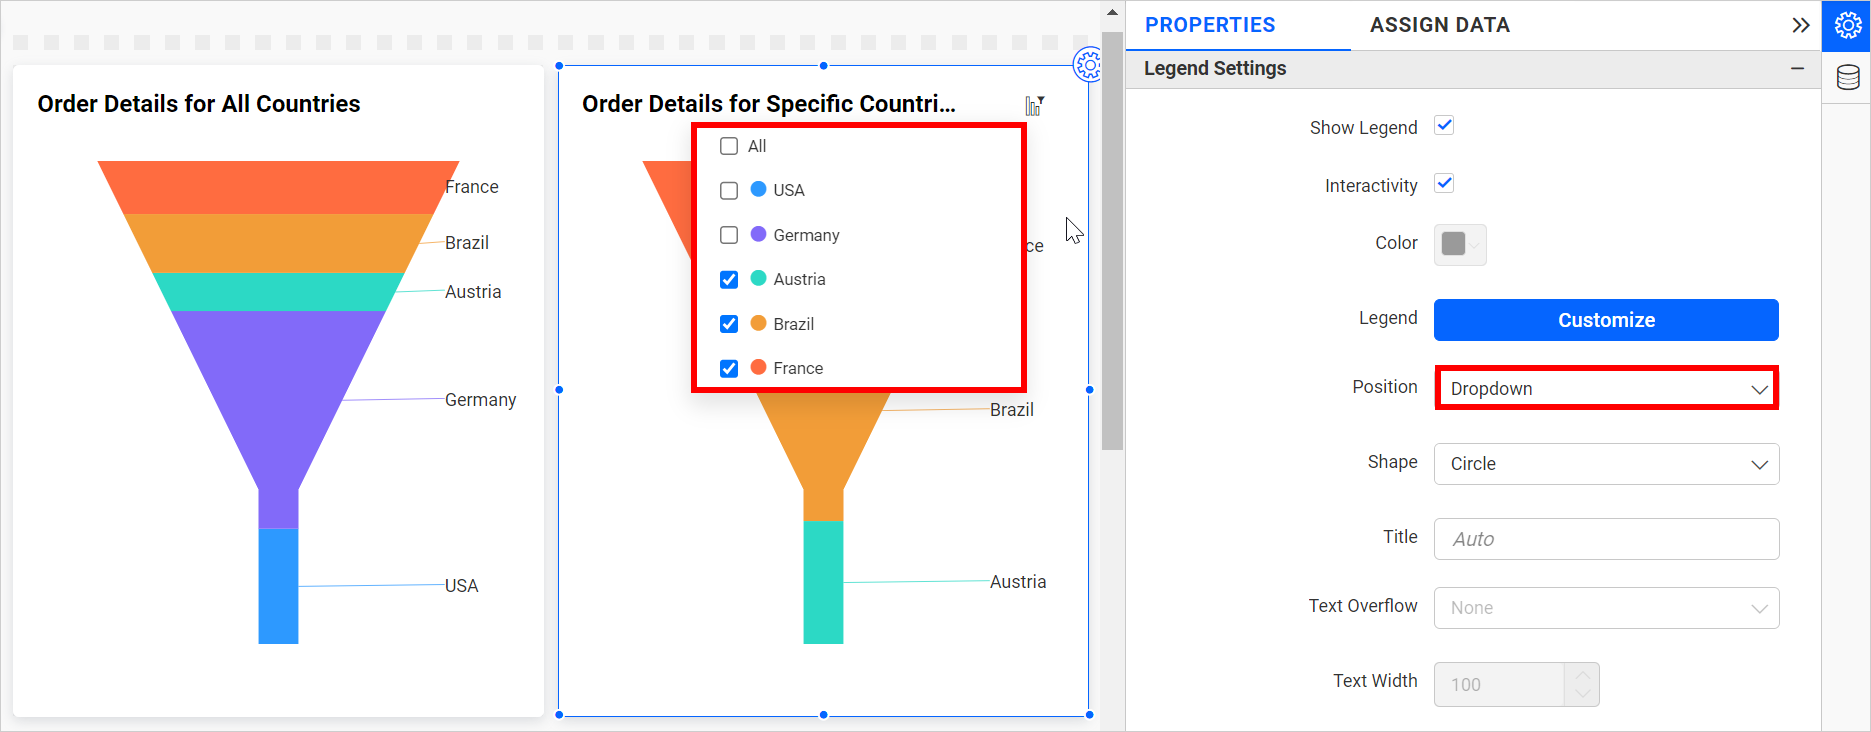 Order Details for All Countries
France
Brazil
Austria
Germany
USA
Order Details for Specific Countri...
All
USA
Germany
Austria
Brazil
France
ce
Brazil
Austria
PROPERTIES
ASSIGN DATA
Legend Settings
Show Legend
Interactivity
Color
Legend
Customize
Position
Dropdown
Shape
Circle
Title
Auto
Text Overflow
None
Text Width
100